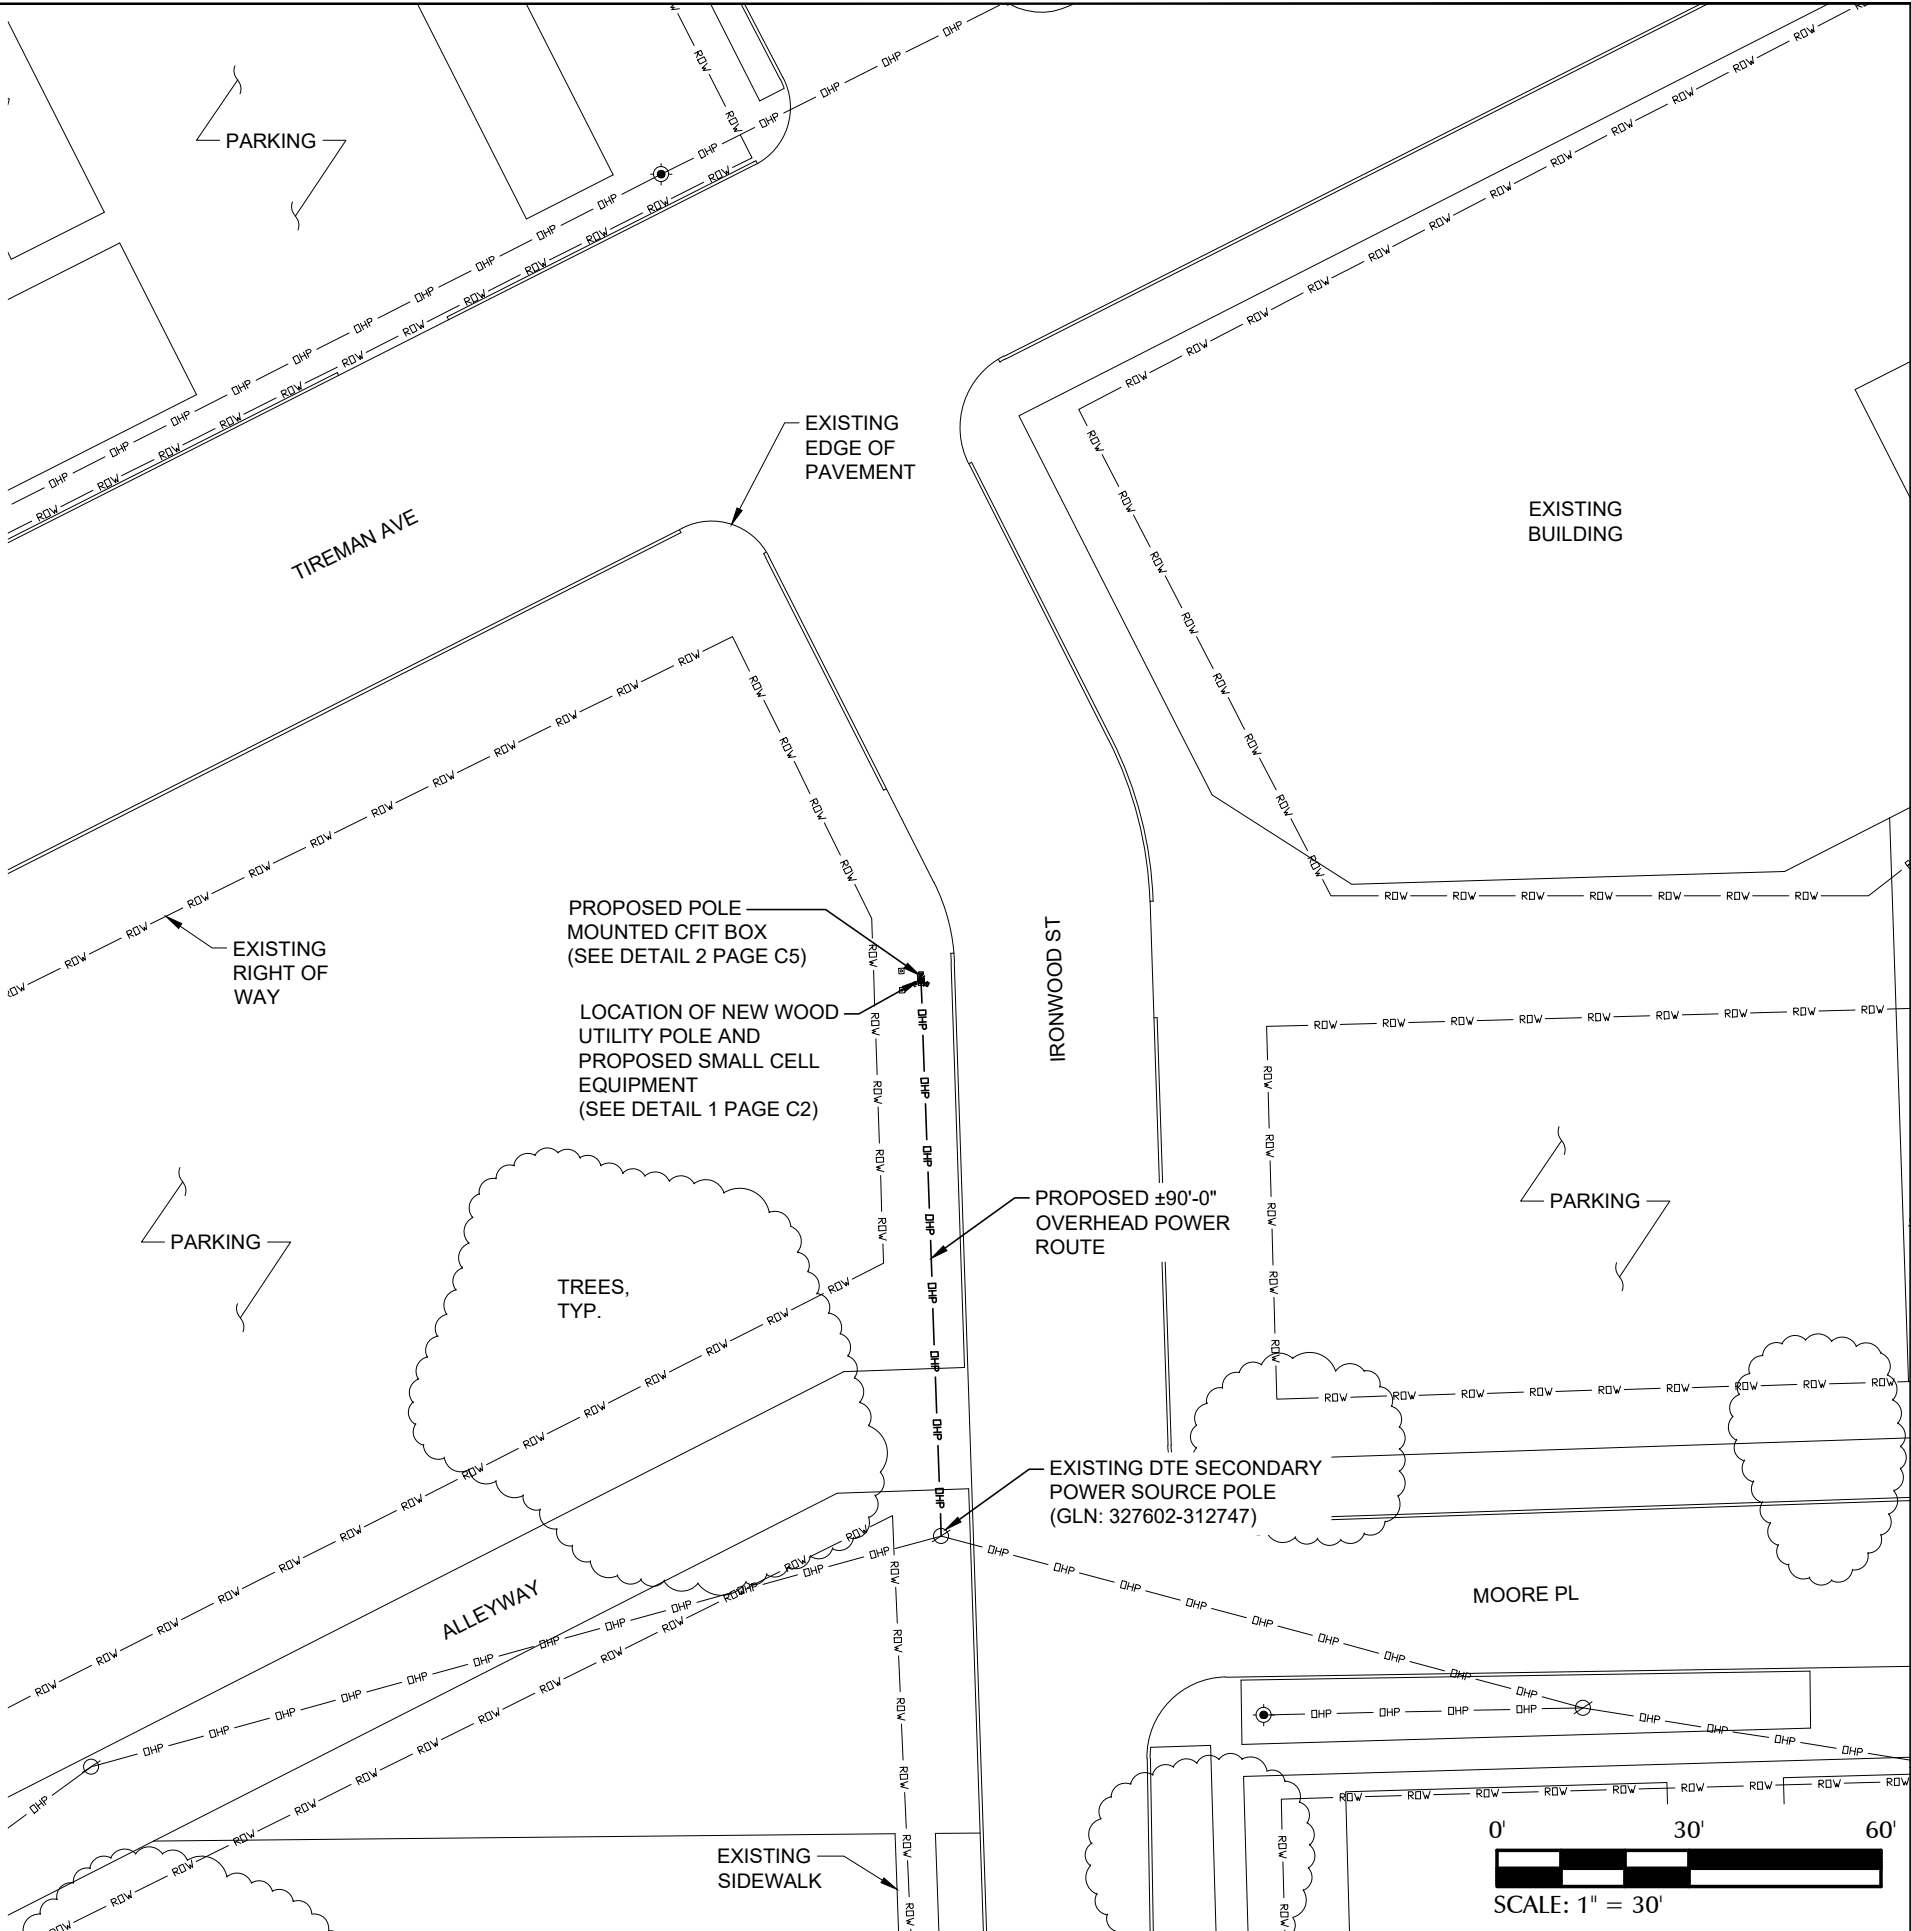 PARKING
EXISTING
EDGE OF
PAVEMENT
TIREMAN AVE
EXISTING
BUILDING
PROPOSED POLE
MOUNTED CFIT BOX
(SEE DETAIL 2 PAGE C5)
EXISTING
RIGHT OF
WAY
LOCATION OF NEW WOOD
UTILITY POLE AND
PROPOSED SMALL CELL
EQUIPMENT
(SEE DETAIL 1 PAGE C2)
IRONWOOD ST
PARKING
PROPOSED ±90'-0"
OVERHEAD POWER
ROUTE
PARKING
TREES,
TYP.
EXISTING DTE SECONDARY
POWER SOURCE POLE
(GLN: 327602-312747)
ALLEYWAY
MOORE PL
EXISTING
SIDEWALK
0' 30' 60'
SCALE: 1" = 30'
ROW
OHP